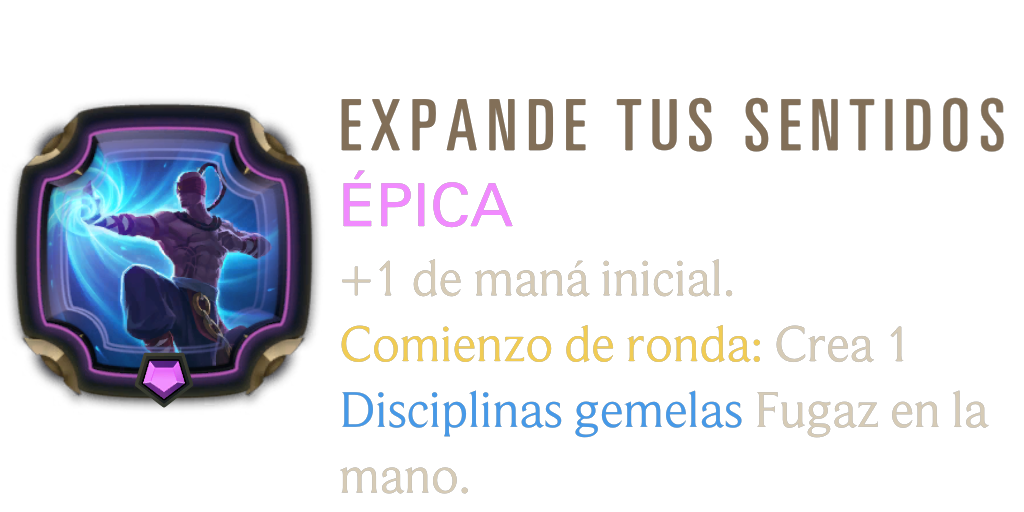 EXPANDE TUS SENTIDOS
ÉPICA
+1 de maná inicial.
Comienzo de ronda: Crea 1
Disciplinas gemelas Fugaz en la
mano.